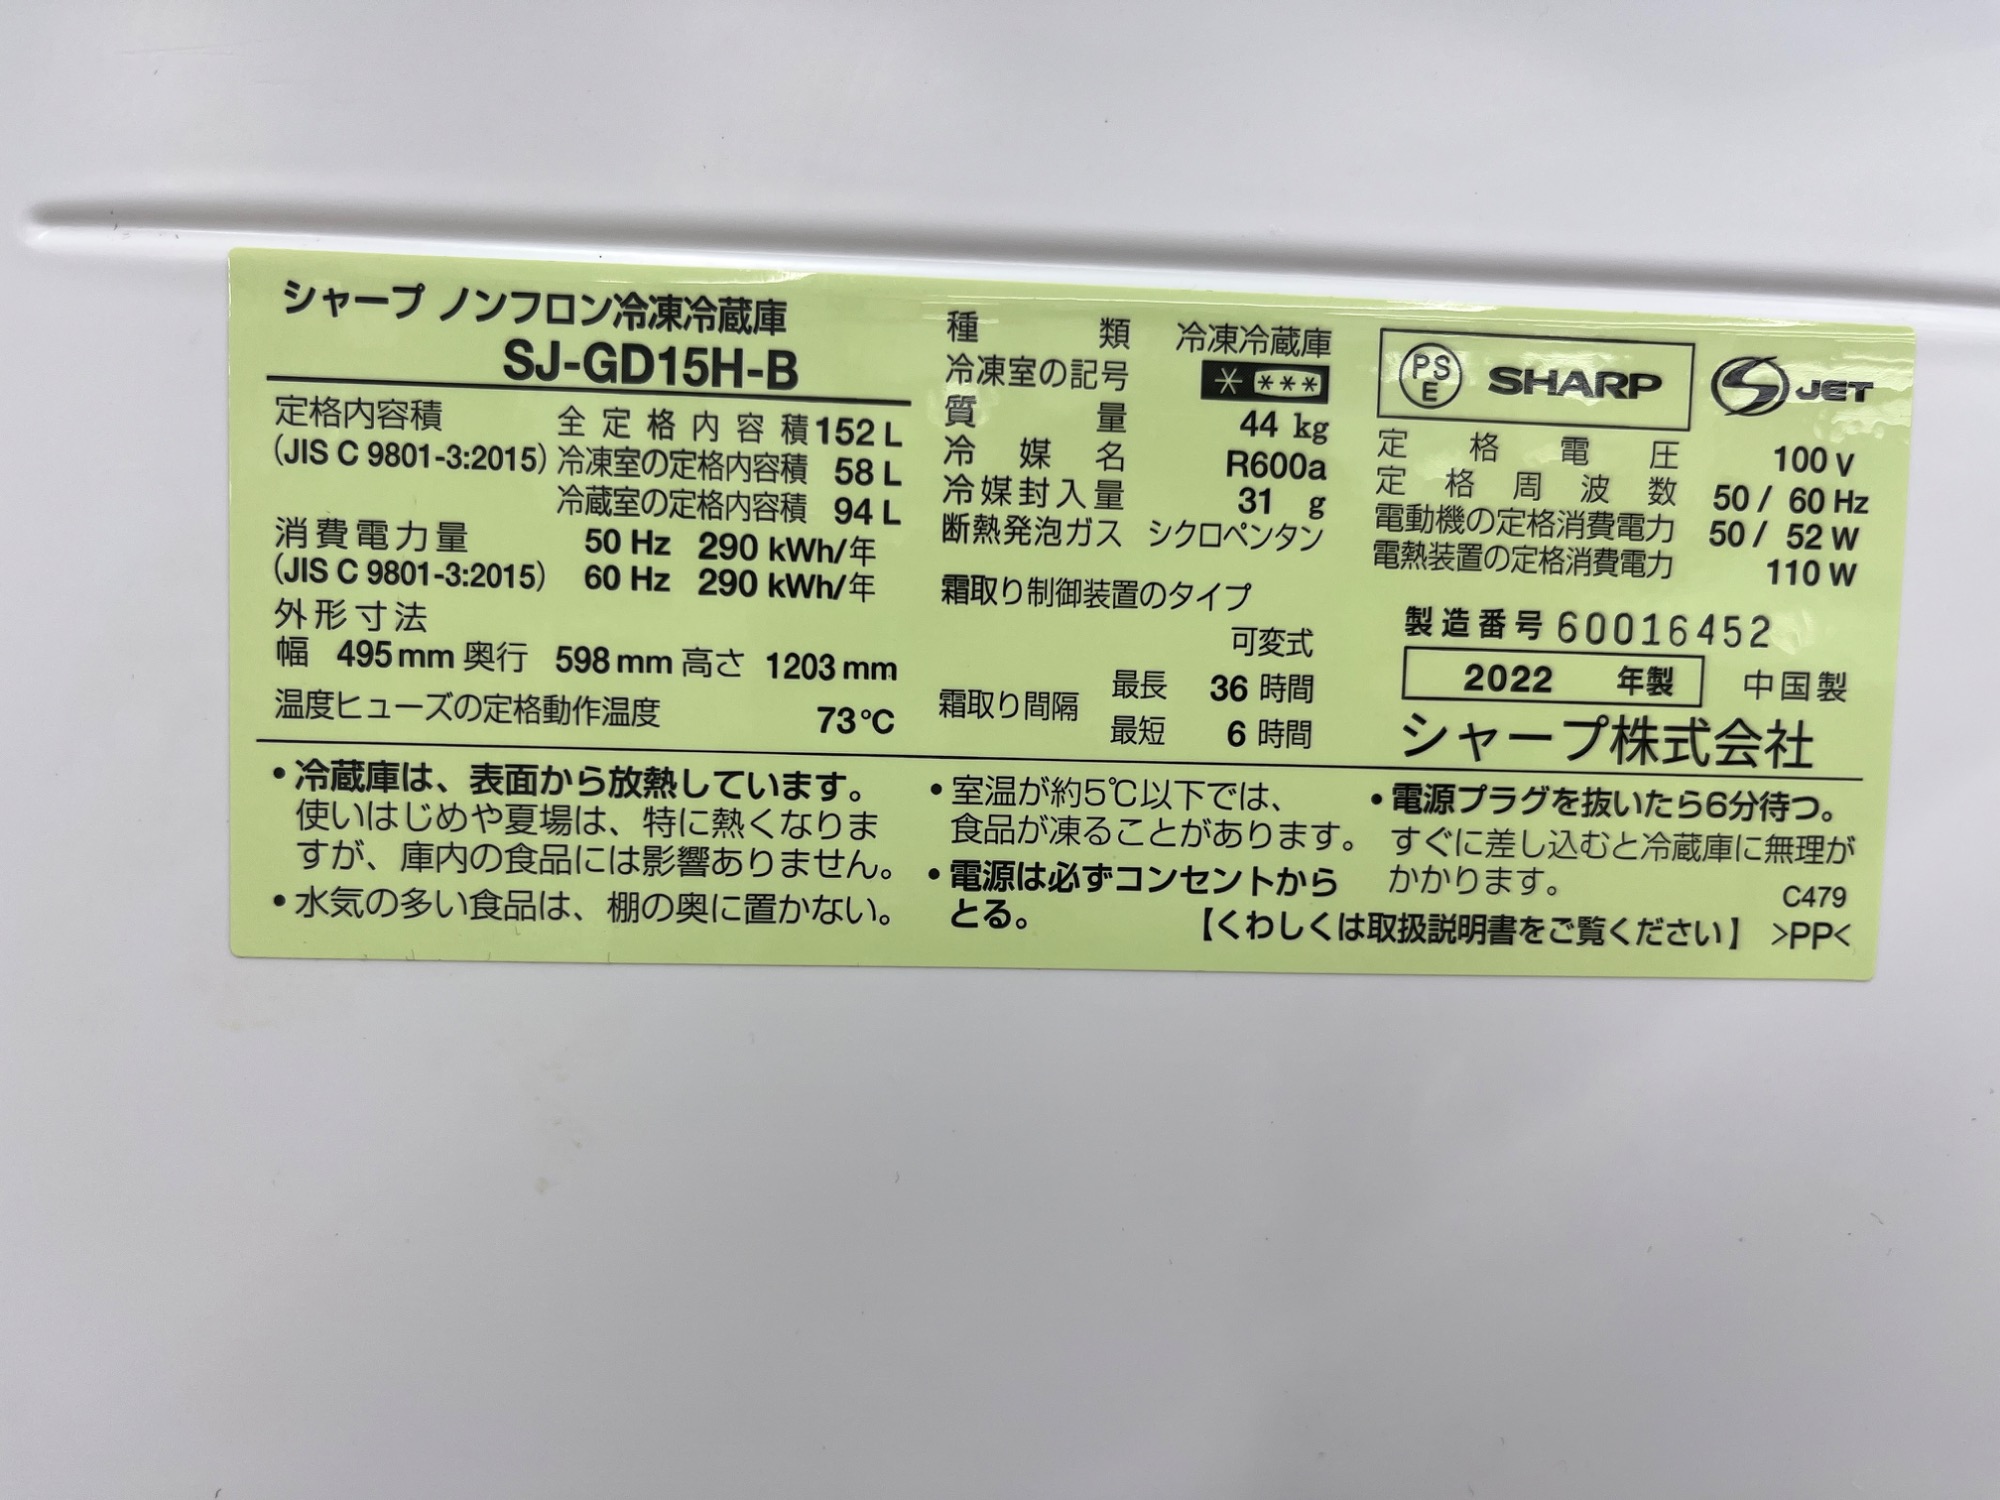 シャープ ノンフロン冷凍冷蔵庫
SJ-GD15H-B
定格内容積 全定格内容積 152 L
(JIS C 9801-3:2015) 冷凍室の定格内容積 58 L
冷蔵室の定格内容積 94 L
消費電力量 50 Hz 290 kWh/年
(JIS C 9801-3:2015) 60 Hz 290 kWh/年
外形寸法
幅 495mm 奥行 598mm 高さ 1203mm
温度ヒューズの定格動作温度 73℃
種類 冷凍冷蔵庫
冷凍室の記号 * ***
質量 44 kg
冷媒名 R600a
冷媒封入量 31 g
断熱発泡ガス シクロペンタン
霜取り制御装置のタイプ
可変式
霜取り間隔 最長 36 時間
最短 6 時間
PS E SHARP JET
定格電圧 100 V
定格周波数 50 / 60 Hz
電動機の定格消費電力 50 / 52 W
電熱装置の定格消費電力 110 W
製造番号 60016452
2022 年製 中国製
シャープ株式会社
•冷蔵庫は、表面から放熱しています。
使いはじめや夏場は、特に熱くなりま
すが、庫内の食品には影響ありません。
•水気の多い食品は、棚の奥に置かない。
•室温が約5℃以下では、
食品が凍ることがあります。
•電源は必ずコンセントから
とる。
•電源プラグを抜いたら6分待つ。
すぐに差し込むと冷蔵庫に無理が
かかります。
C479
【くわしくは取扱説明書をご覧ください】 >PP<